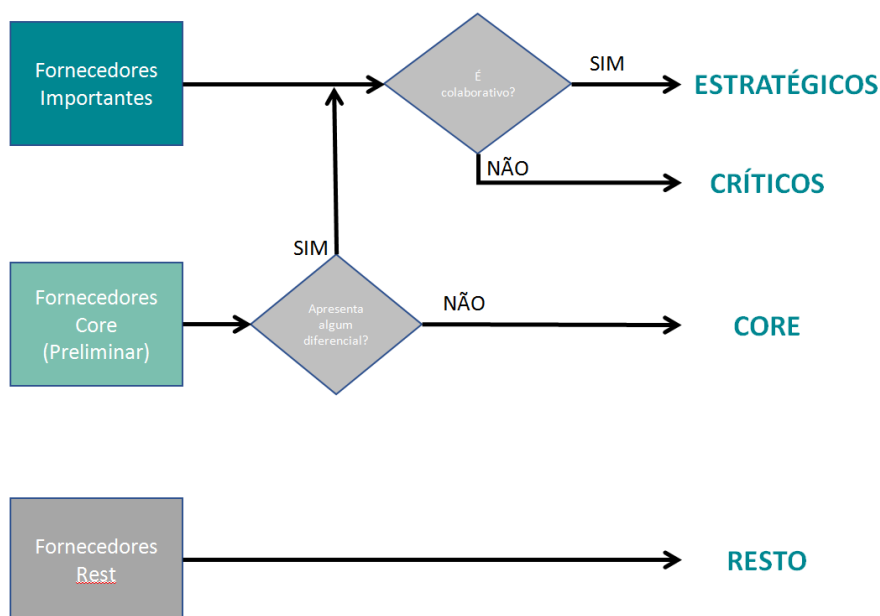 Fornecedores
Importantes
É
colaborativo?
SIM
ESTRATÉGICOS
NÃO
CRÍTICOS
SIM
Fornecedores
Core
(Preliminar)
Apresenta
algum
diferencial?
NÃO
CORE
Fornecedores
Rest
RESTO